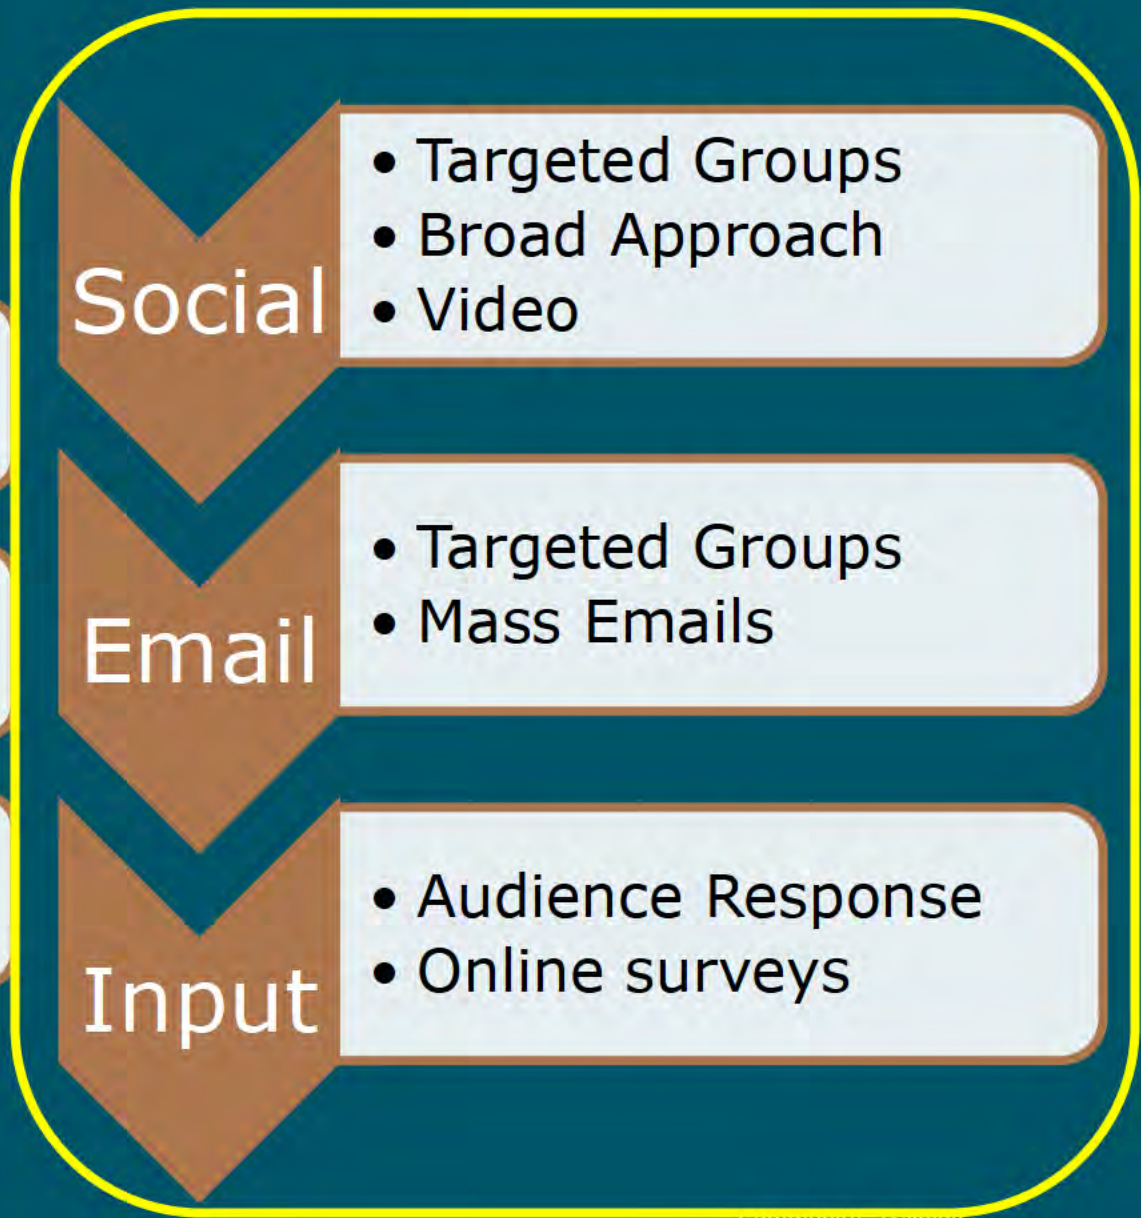 Social
• Targeted Groups
• Broad Approach
• Video
Email
• Targeted Groups
• Mass Emails
Input
• Audience Response
• Online surveys